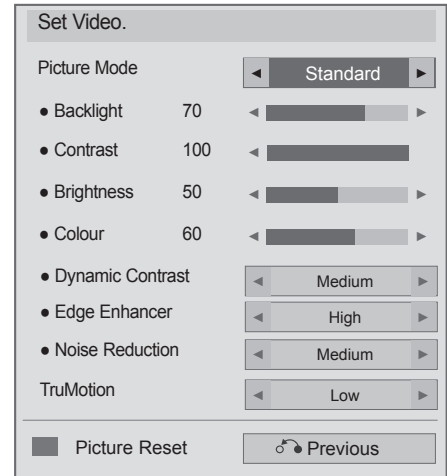 Set Video.
Picture Mode ◄ Standard ►
● Backlight 70 ◄ ►
● Contrast 100 ◄
● Brightness 50 ◄ ►
● Colour 60 ◄ ►
● Dynamic Contrast ◄ Medium ►
● Edge Enhancer ◄ High ►
● Noise Reduction ◄ Medium ►
TruMotion ◄ Low ►
Picture Reset Previous